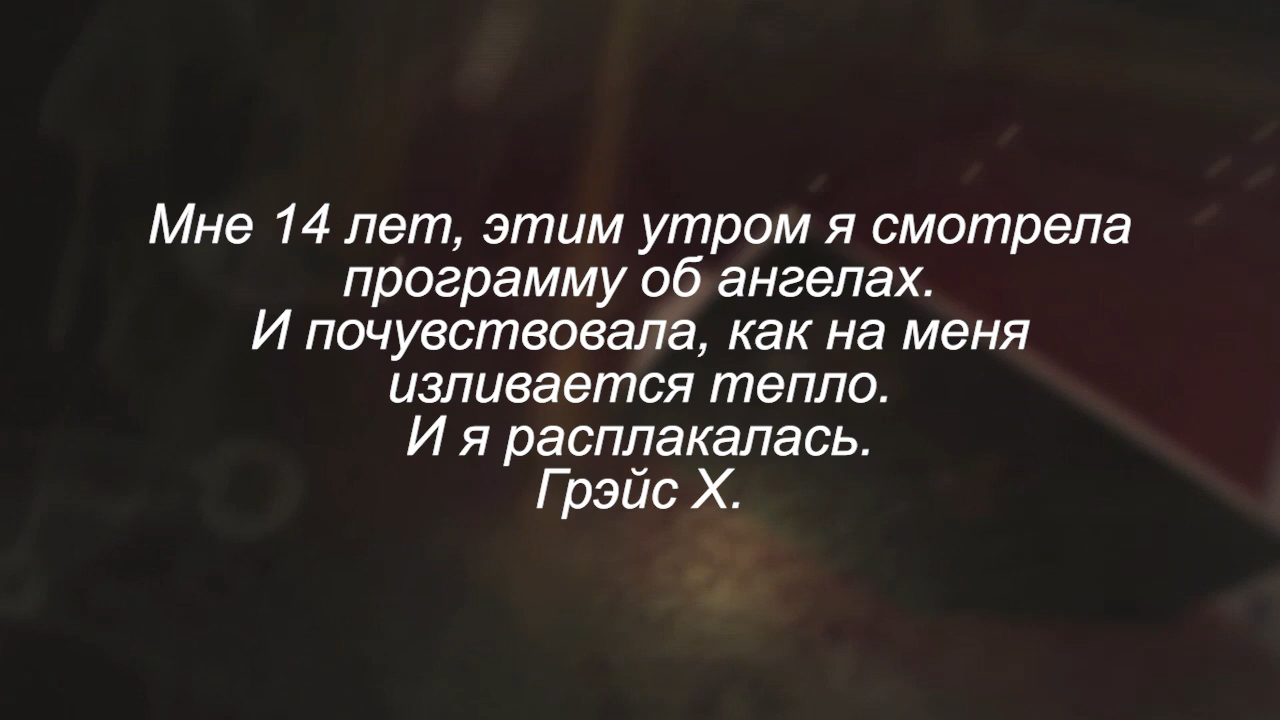 Мне 14 лет, этим утром я смотрела
программу об ангелах.
И почувствовала, как на меня
изливается тепло.
И я расплакалась.
Грэйс Х.